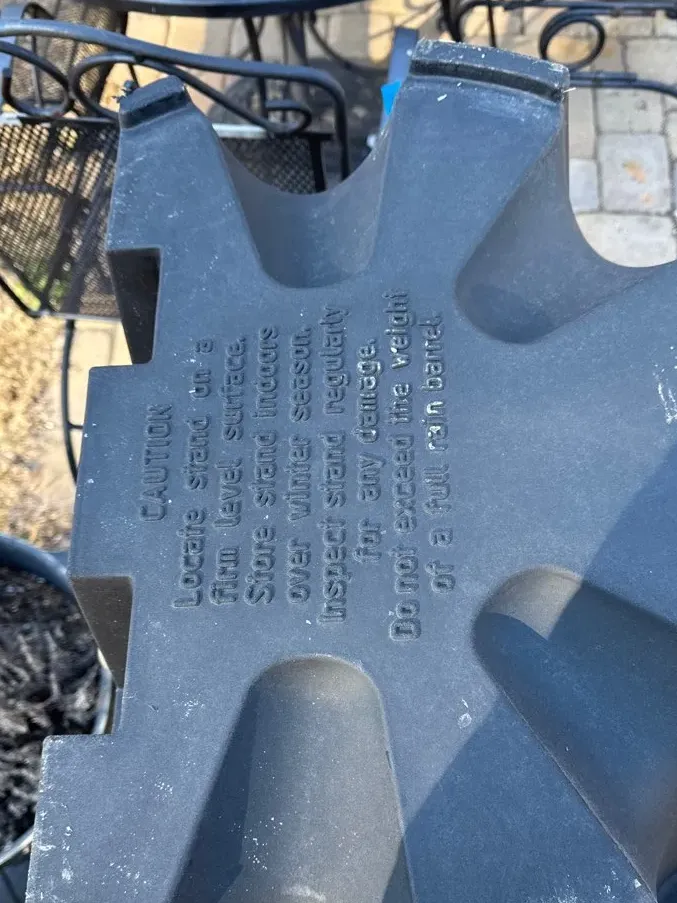 CAUTION
Locate stand on a
firm level surface.
Store stand indoors
over winter season.
Inspect stand regularly
for any damage.
Do not exceed the weight
of a full rain barrel.